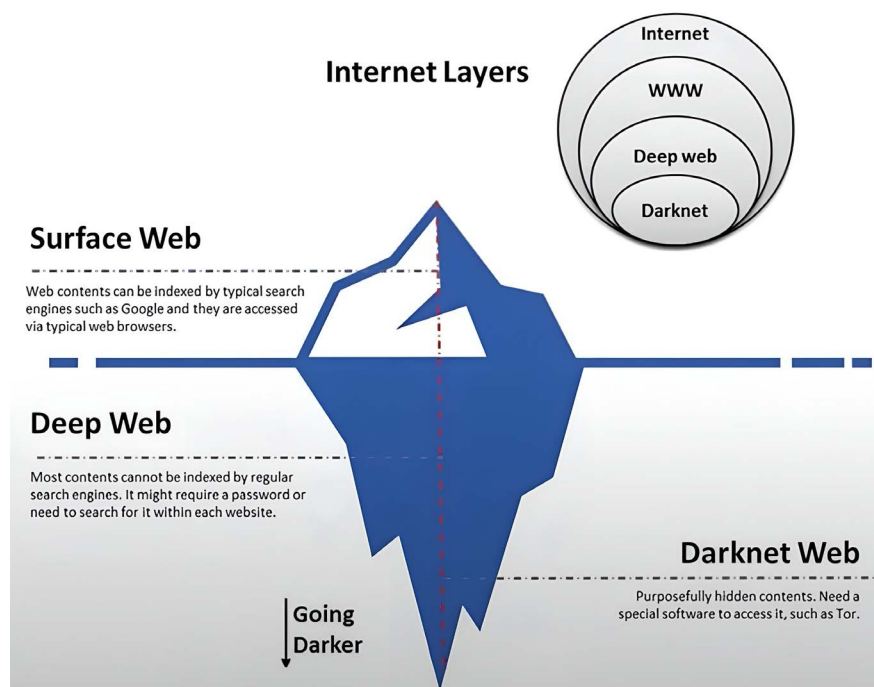 Internet Layers
Internet
WWW
Deep web
Darknet
Surface Web
Web contents can be indexed by typical search
engines such as Google and they are accessed
via typical web browsers.
Deep Web
Most contents cannot be indexed by regular
search engines. It might require a password or
need to search for it within each website.
Darknet Web
Purposefully hidden contents. Need a
special software to access it, such as Tor.
Going
Darker